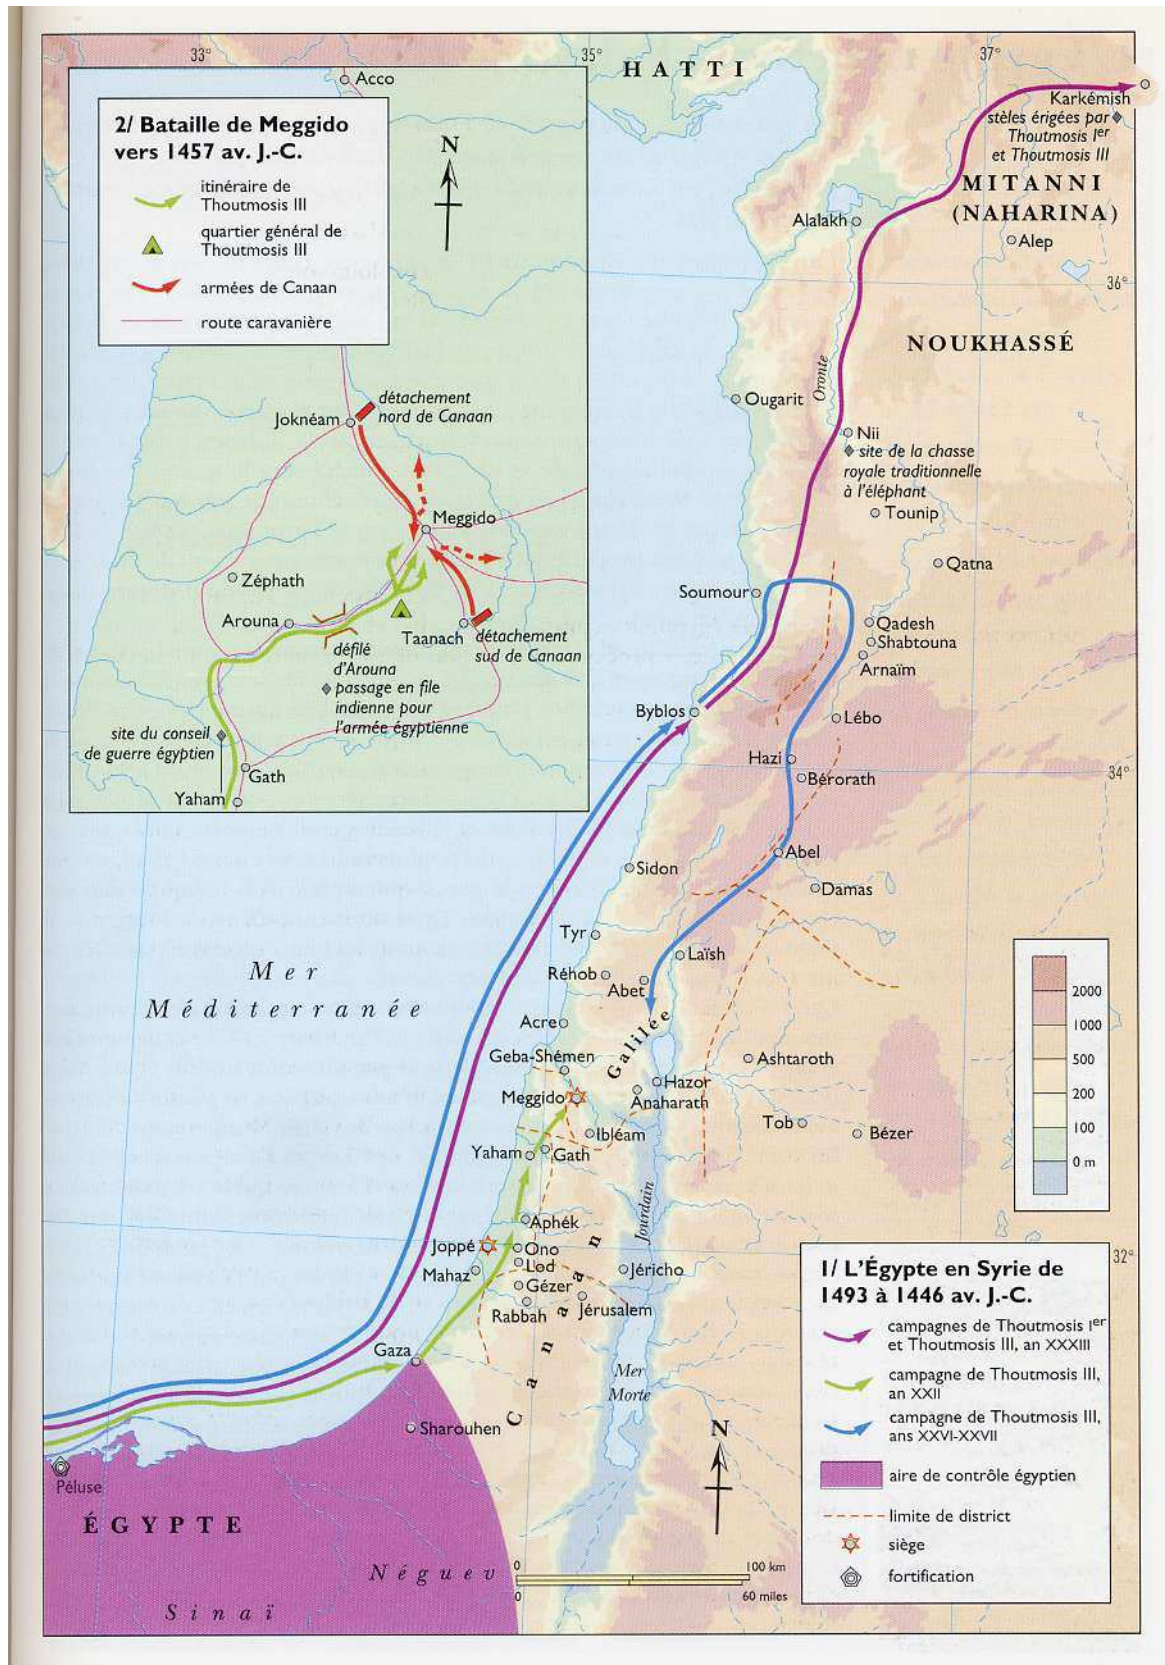 33°
35°
37°
HATTI
Acco
2/ Bataille de Meggido
vers 1457 av. J.-C.
itinéraire de
Thoutmosis III
quartier général de
Thoutmosis III
armées de Canaan
route caravanière
N
détachement
nord de Canaan
Joknéam
Meggido
Zéphath
Arouna
Taanach
détachement
sud de Canaan
défilé
d'Arouna
passage en file
indienne pour
l'armée égyptienne
site du conseil
de guerre égyptien
Gath
Yaham
Karkémish
stèles érigées par
Thoutmosis Ier
et Thoutmosis III
MITANNI
(NAHARINA)
Alalakh
Alep
36°
NOUKHASSÉ
Oronte
Ougarit
Nii
site de la chasse
royale traditionnelle
à l'éléphant
Tounip
Qatna
Soumour
Qadesh
Shabtouna
Arnaïm
Byblos
Lébo
Hazi
Bérorath
34°
Abel
Sidon
Damas
Tyr
Laïsh
Réhob
Abet
Mer
Méditerranée
Acre
Galilée
Geba-Shémen
Ashtaroth
Hazor
Meggido
Anaharath
Tob
Bézer
Ibléam
Yaham
Gath
Jourdain
Aphék
Joppé
Ono
Lod
Mahaz
Jéricho
Gézer
Rabbah
Jérusalem
32°
Canaan
Gaza
Mer
Morte
Sharouhen
N
Péluse
ÉGYPTE
Néguev
Sinaï
0
100 km
0
60 miles
2000
1000
500
200
100
0 m
1/ L'Égypte en Syrie de
1493 à 1446 av. J.-C.
campagnes de Thoutmosis Ier
et Thoutmosis III, an XXXIII
campagne de Thoutmosis III,
an XXII
campagne de Thoutmosis III,
ans XXVI-XXVII
aire de contrôle égyptien
limite de district
siège
fortification